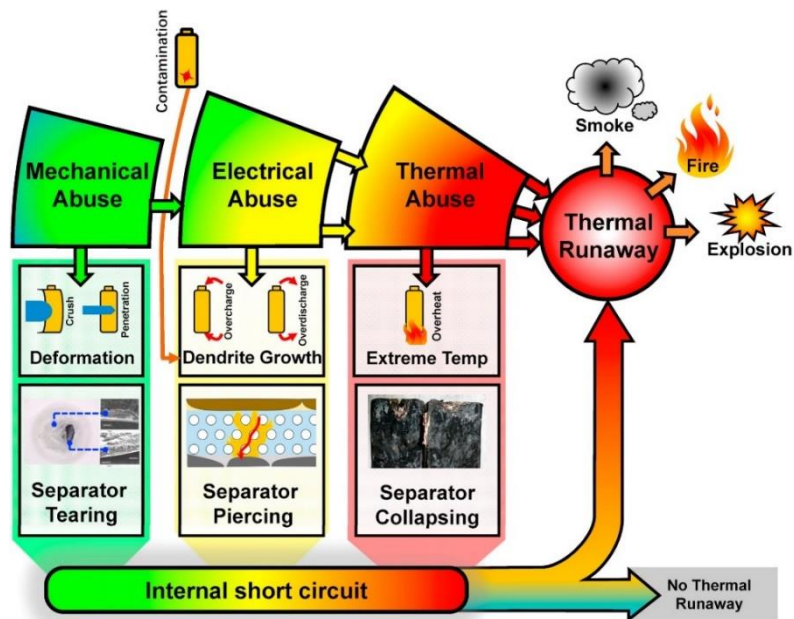 Contamination
Mechanical
Abuse
Electrical
Abuse
Thermal
Abuse
Smoke
Fire
Thermal
Runaway
Explosion
Crush
Penetration
Deformation
Overcharge
Overdischarge
Dendrite Growth
Overheat
Extreme Temp
Separator
Tearing
Separator
Piercing
Separator
Collapsing
Internal short circuit
No Thermal
Runaway